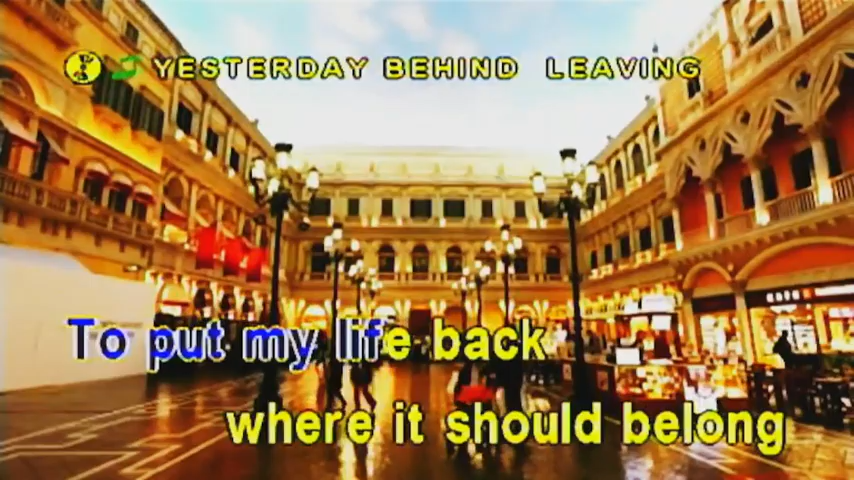 YESTERDAY BEHIND LEAVING
To put my life back
where it should belong